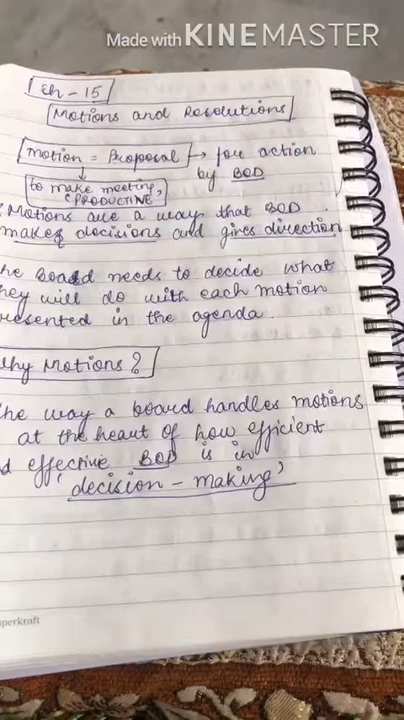 Made with KINEMASTER
Ch - 15
Motions and Resolutions
Motion = Proposal → for action
by BOD
to make meeting,
(PRODUCTIVE)
Motions are a way that BOD
makes decisions and gives direction
he Board needs to decide what
hey will do with each motion
resented in the agenda.
hy Motions?
he way a board handles motions
at the heart of how efficient
d effective BOD is in
'decision - making'
perkraft